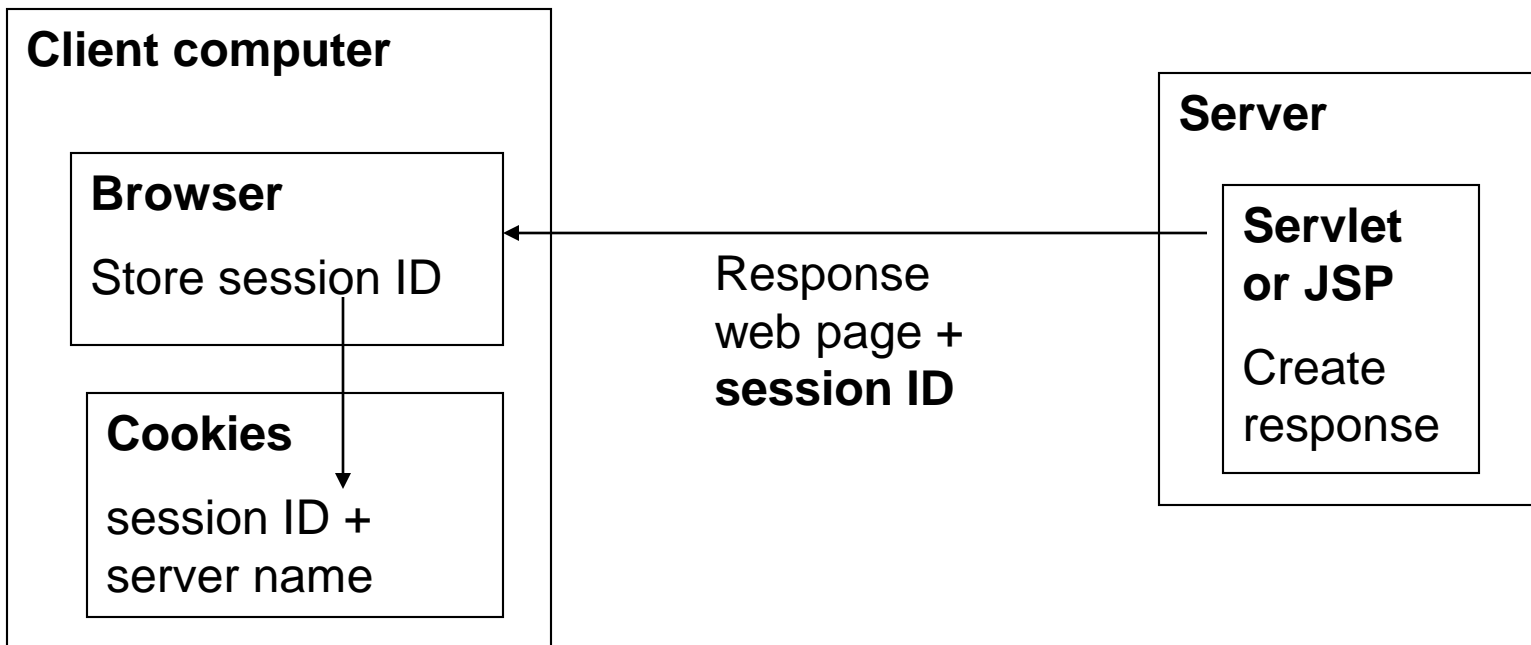 Client computer
Browser
Store session ID
Cookies
session ID +
server name
Response
web page +
session ID
Server
Servlet
or JSP
Create
response